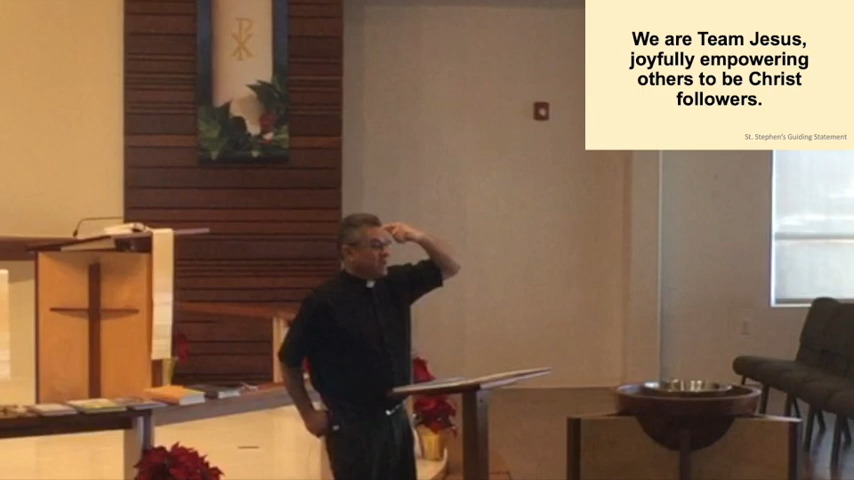 We are Team Jesus,
joyfully empowering
others to be Christ
followers.
St. Stephen's Guiding Statement